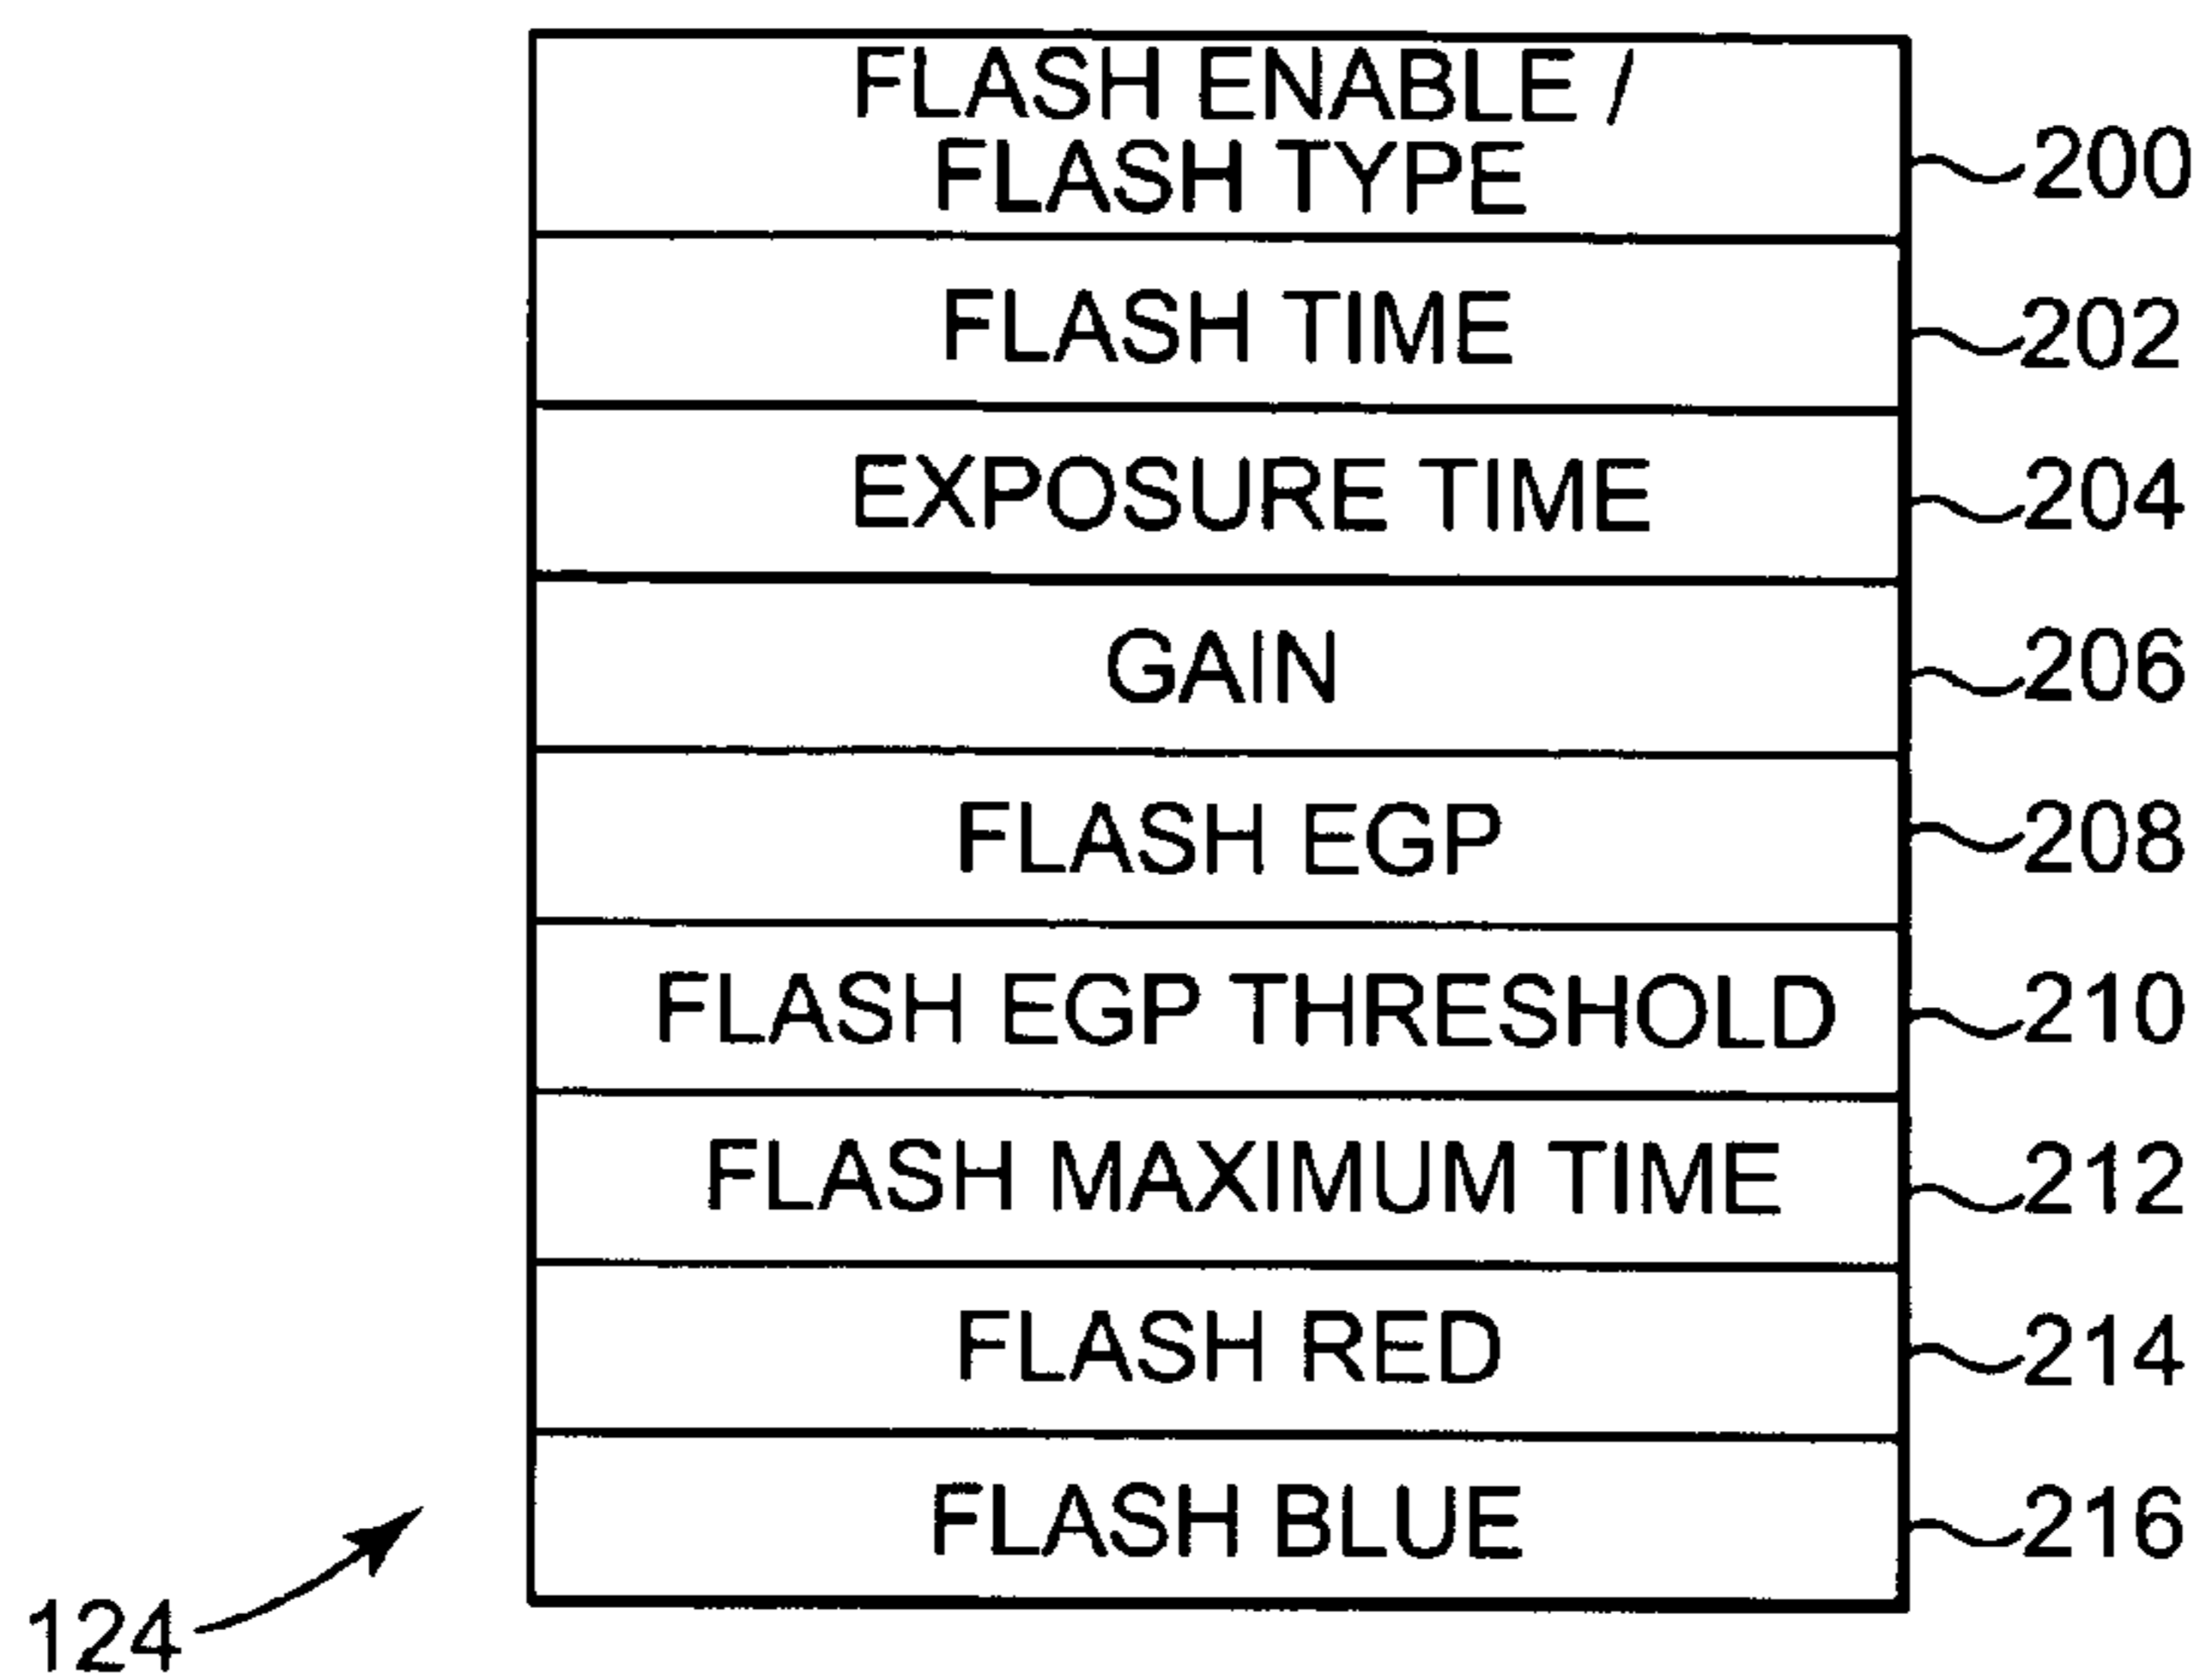 FLASH ENABLE /
FLASH TYPE
200
FLASH TIME
202
EXPOSURE TIME
204
GAIN
206
FLASH EGP
208
FLASH EGP THRESHOLD
210
FLASH MAXIMUM TIME
212
FLASH RED
214
FLASH BLUE
216
124